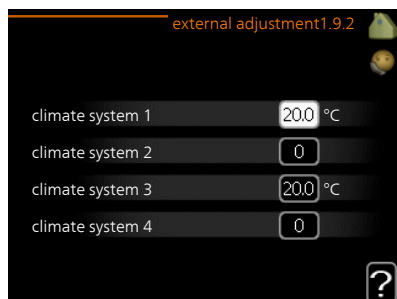 external adjustment1.9.2
climate system 1 20.0 °C
climate system 2 0
climate system 3 20.0 °C
climate system 4 0
?